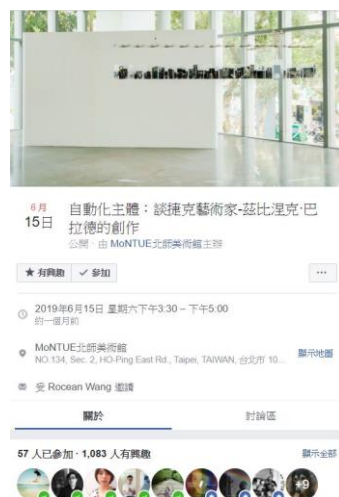 6月
15日
自動化主體：談捷克藝術家-茲比涅克·巴
拉德的創作
公開 · 由 MoNTUE北師美術館主辦
★ 有興趣
✓ 參加
...
2019年6月15日 星期六下午3:30 – 下午5:00
約一個月前
MoNTUE北師美術館
NO.134, Sec. 2, HO-Ping East Rd., Taipei, TAIWAN, 台北市 10...
顯示地圖
受 Rocean Wang 邀請
關於
討論區
57 人已參加 · 1,083 人有興趣
顯示全部
+9